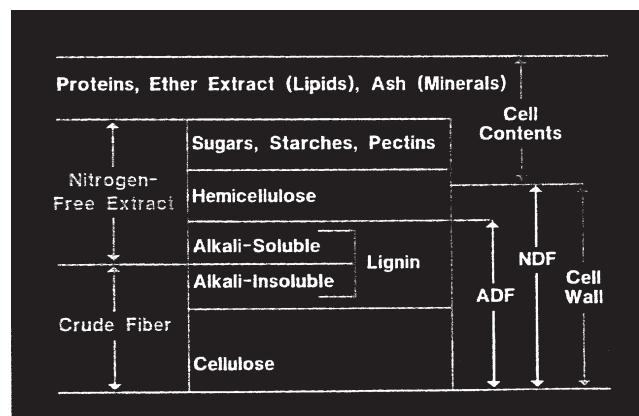 Proteins, Ether Extract (Lipids), Ash (Minerals)
Cell
Contents
Sugars, Starches, Pectins
Nitrogen-
Free Extract
Hemicellulose
Alkali-Soluble
Lignin
Alkali-Insoluble
NDF
ADF
Cell
Wall
Crude Fiber
Cellulose